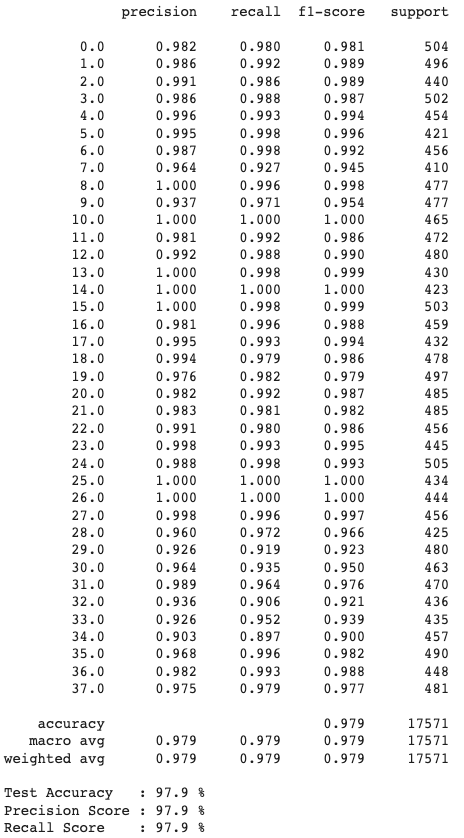 precision recall f1-score support
0.0 0.982 0.980 0.981 504
1.0 0.986 0.992 0.989 496
2.0 0.991 0.986 0.989 440
3.0 0.986 0.988 0.987 502
4.0 0.996 0.993 0.994 454
5.0 0.995 0.998 0.996 421
6.0 0.987 0.998 0.992 456
7.0 0.964 0.927 0.945 410
8.0 1.000 0.996 0.998 477
9.0 0.937 0.971 0.954 477
10.0 1.000 1.000 1.000 465
11.0 0.981 0.992 0.986 472
12.0 0.992 0.988 0.990 480
13.0 1.000 0.998 0.999 430
14.0 1.000 1.000 1.000 423
15.0 1.000 0.998 0.999 503
16.0 0.981 0.996 0.988 459
17.0 0.995 0.993 0.994 432
18.0 0.994 0.979 0.986 478
19.0 0.976 0.982 0.979 497
20.0 0.982 0.992 0.987 485
21.0 0.983 0.981 0.982 485
22.0 0.991 0.980 0.986 456
23.0 0.998 0.993 0.995 445
24.0 0.988 0.998 0.993 505
25.0 1.000 1.000 1.000 434
26.0 1.000 1.000 1.000 444
27.0 0.998 0.996 0.997 456
28.0 0.960 0.972 0.966 425
29.0 0.926 0.919 0.923 480
30.0 0.964 0.935 0.950 463
31.0 0.989 0.964 0.976 470
32.0 0.936 0.906 0.921 436
33.0 0.926 0.952 0.939 435
34.0 0.903 0.897 0.900 457
35.0 0.968 0.996 0.982 490
36.0 0.982 0.993 0.988 448
37.0 0.975 0.979 0.977 481
accuracy 0.979 17571
macro avg 0.979 0.979 0.979 17571
weighted avg 0.979 0.979 0.979 17571
Test Accuracy : 97.9 %
Precision Score : 97.9 %
Recall Score : 97.9 %